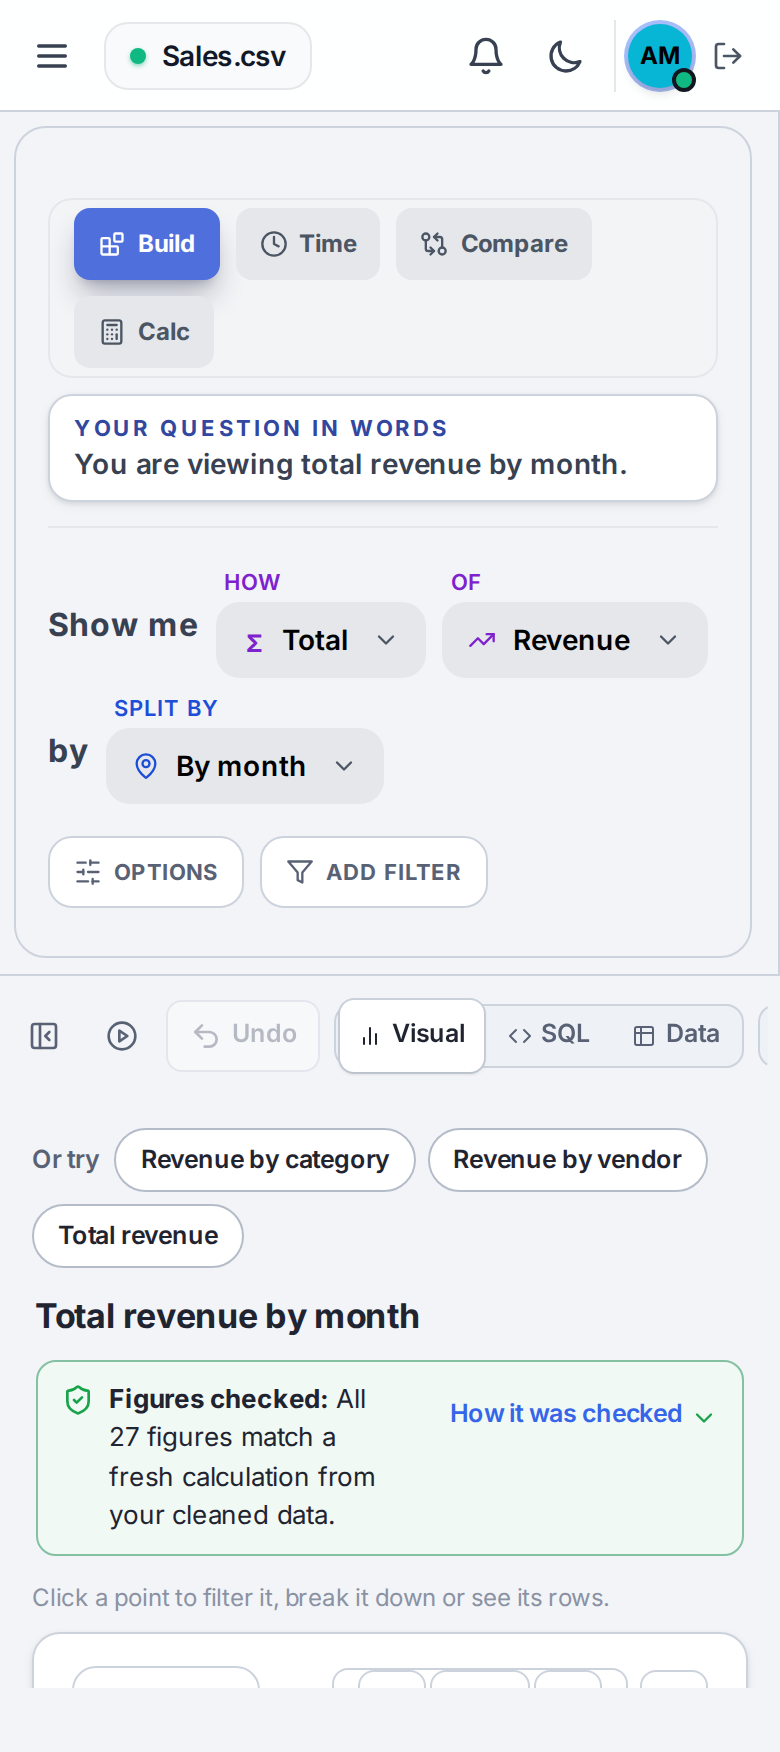 Sales.csv
AM
Build
Time
Compare
Calc
YOUR QUESTION IN WORDS
You are viewing total revenue by month.
HOW
OF
Show me
Σ Total
Revenue
SPLIT BY
by
By month
OPTIONS
ADD FILTER
Undo
Visual
SQL
Data
Or try
Revenue by category
Revenue by vendor
Total revenue
Total revenue by month
Figures checked: All
27 figures match a
fresh calculation from
your cleaned data.
How it was checked
Click a point to filter it, break it down or see its rows.